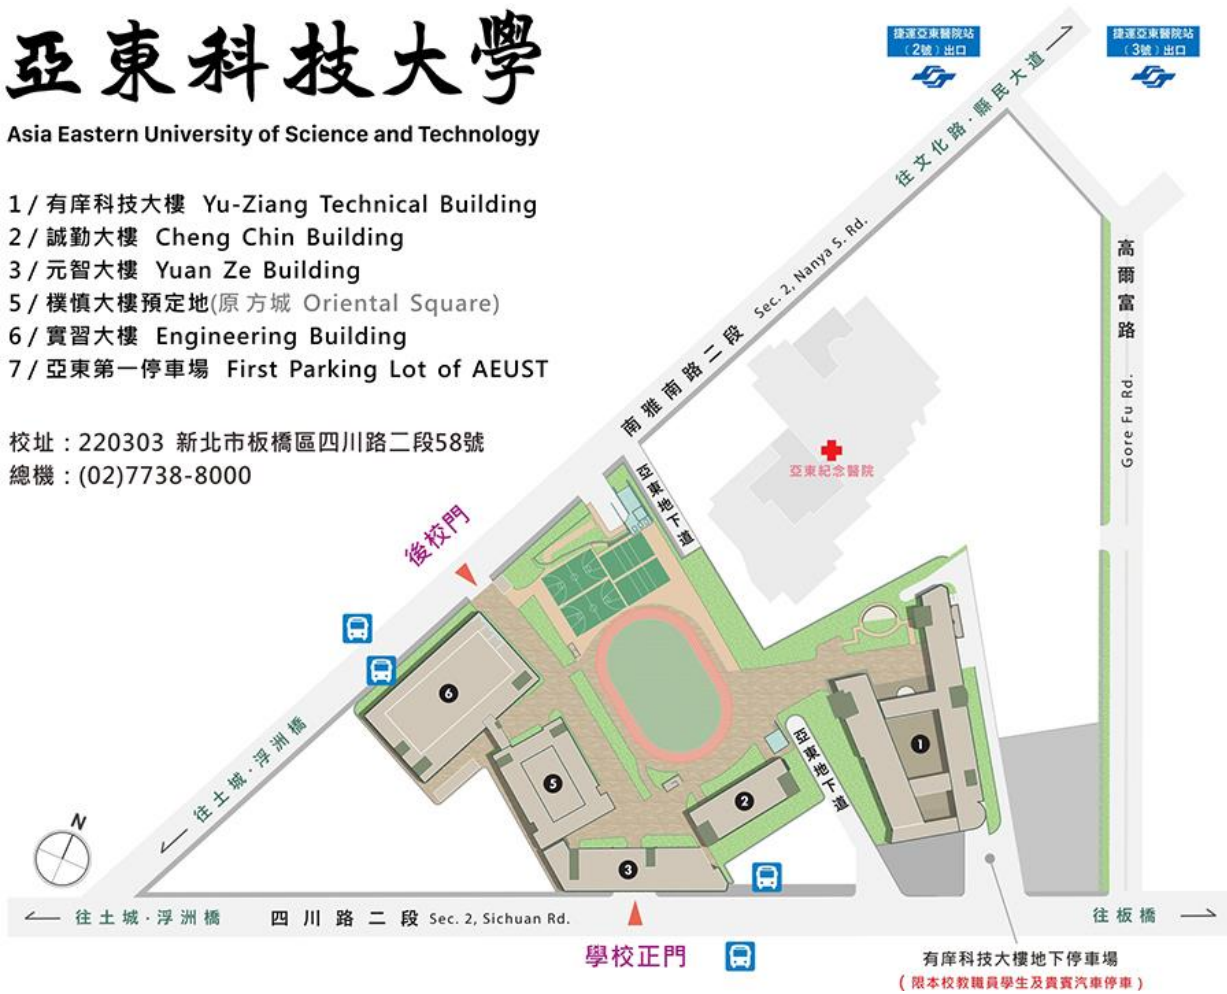 亞東科技大學
Asia Eastern University of Science and Technology
1 / 有庠科技大樓 Yu-Ziang Technical Building
2 / 誠勤大樓 Cheng Chin Building
3 / 元智大樓 Yuan Ze Building
5 / 樸慎大樓預定地(原 方城 Oriental Square)
6 / 實習大樓 Engineering Building
7 / 亞東第一停車場 First Parking Lot of AEUST
校址：220303 新北市板橋區四川路二段58號
總機：(02)7738-8000
捷運亞東醫院站
〔2號〕出口
捷運亞東醫院站
〔3號〕出口
往文化路·縣民大道
南雅南路二段 Sec. 2, Nanya S. Rd.
高爾富路
Gore Fu Rd.
亞東紀念醫院
亞東地下道
後校門
6
5
2
1
3
亞東地下道
往土城·浮洲橋
N
往土城·浮洲橋
四川路二段 Sec. 2, Sichuan Rd.
往板橋
學校正門
有庠科技大樓地下停車場
( 限本校教職員學生及貴賓汽車停車 )